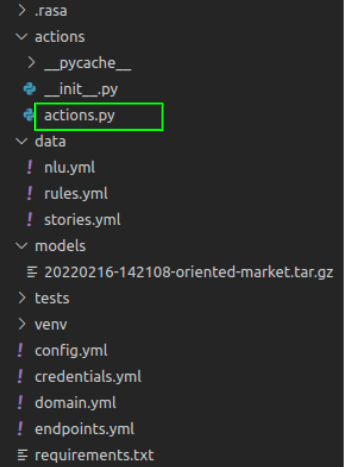 .rasa
actions
__pycache__
__init__.py
actions.py
data
nlu.yml
rules.yml
stories.yml
models
20220216-142108-oriented-market.tar.gz
tests
venv
config.yml
credentials.yml
domain.yml
endpoints.yml
requirements.txt